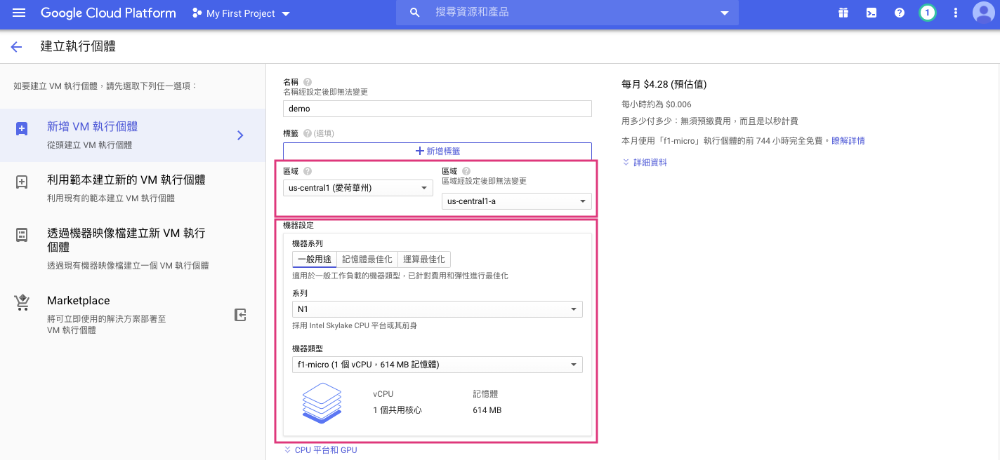 Google Cloud Platform
My First Project
搜尋資源和產品
1
建立執行個體
如要建立 VM 執行個體，請先選取下列任一選項：
新增 VM 執行個體
從頭建立 VM 執行個體
利用範本建立新的 VM 執行個體
利用現有的範本建立 VM 執行個體
透過機器映像檔建立新 VM 執行
個體
透過現有機器映像檔建立一個 VM 執行個體
Marketplace
將可立即使用的解決方案部署至
VM 執行個體
名稱
名稱經設定後即無法變更
demo
標籤 (選填)
新增標籤
區域
us-central1 (愛荷華州)
區域
區域經設定後即無法變更
us-central1-a
機器設定
機器系列
一般用途 記憶體最佳化 運算最佳化
適用於一般工作負載的機器類型，已針對費用和彈性進行最佳化
系列
N1
採用 Intel Skylake CPU 平台或其前身
機器類型
f1-micro (1 個 vCPU，614 MB 記憶體)
vCPU
1 個共用核心
記憶體
614 MB
CPU 平台和 GPU
每月 $4.28 (預估值)
每小時約為 $0.006
用多少付多少：無須預繳費用，而且是以秒計費
本月使用「f1-micro」執行個體的前 744 小時完全免費。瞭解詳情
詳細資料